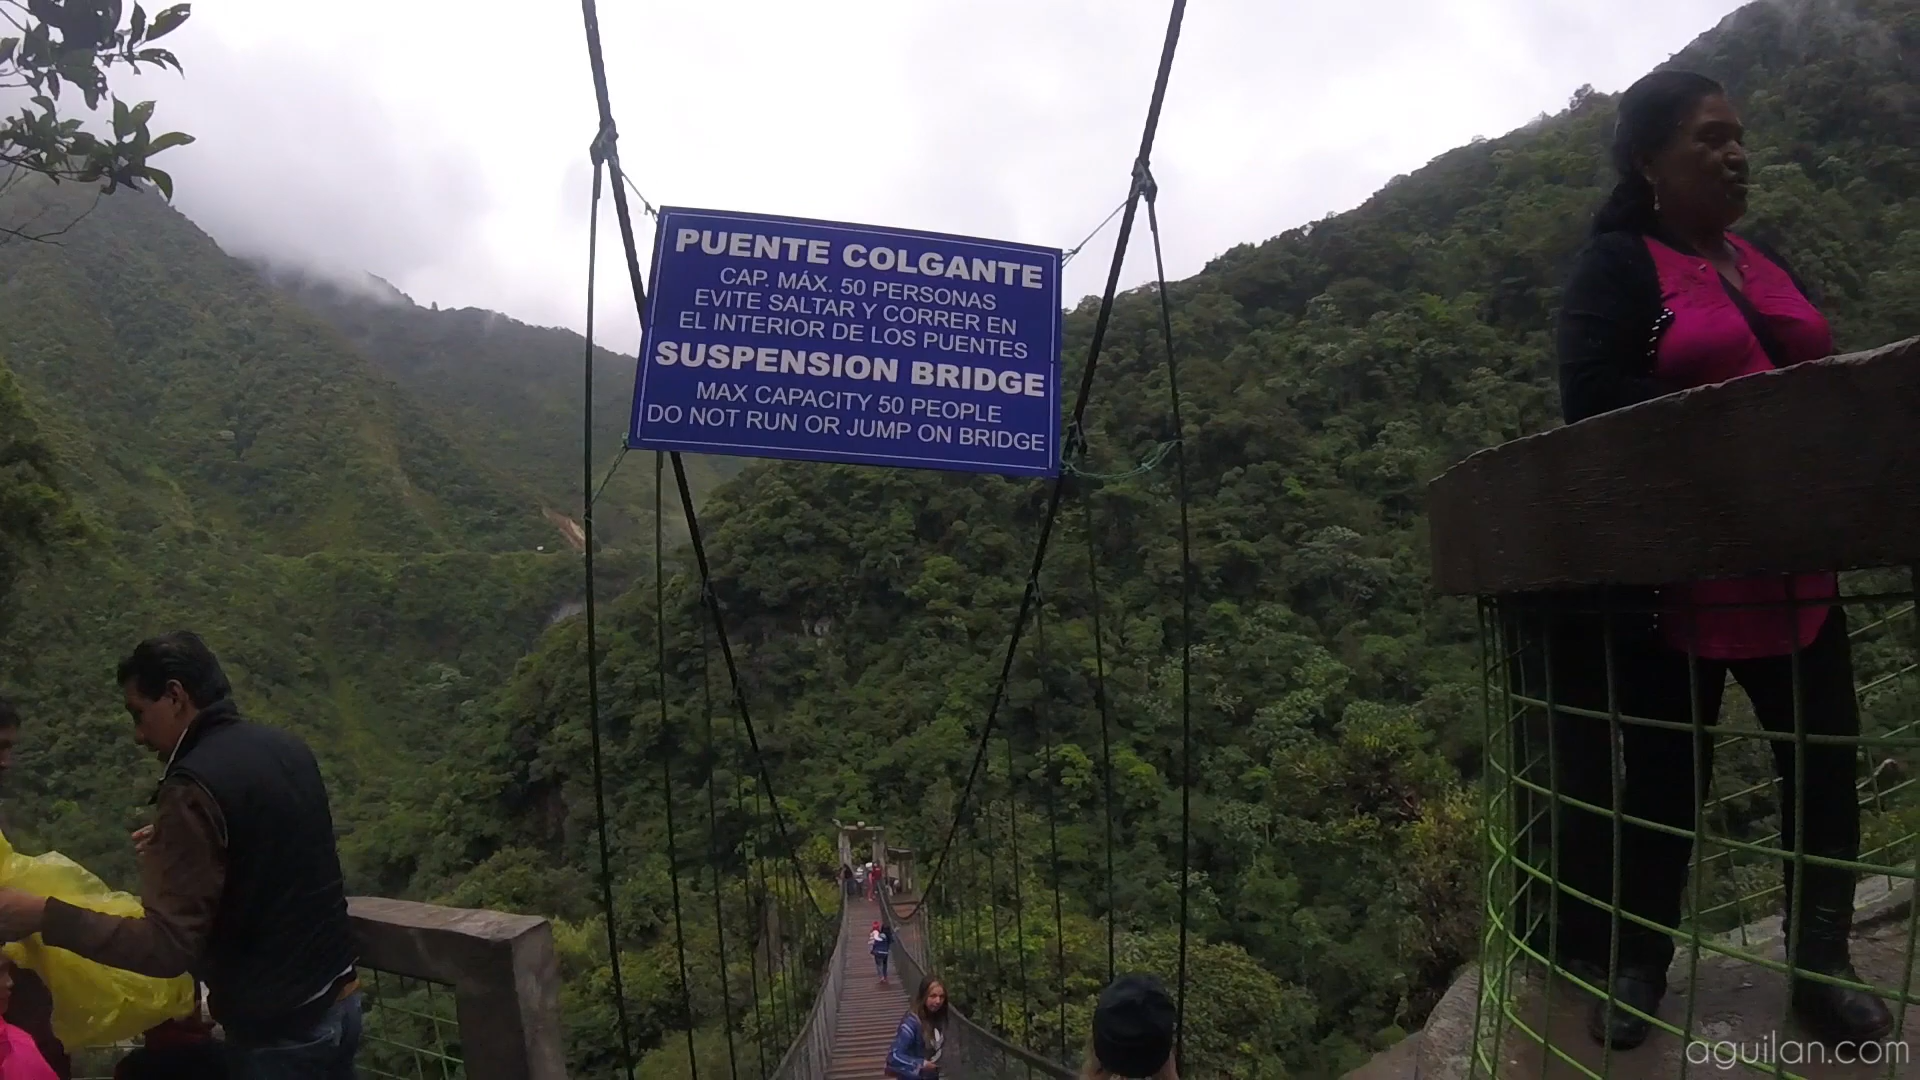 PUENTE COLGANTE
CAP. MÁX. 50 PERSONAS
EVITE SALTAR Y CORRER EN
EL INTERIOR DE LOS PUENTES
SUSPENSION BRIDGE
MAX CAPACITY 50 PEOPLE
DO NOT RUN OR JUMP ON BRIDGE
aguilan.com